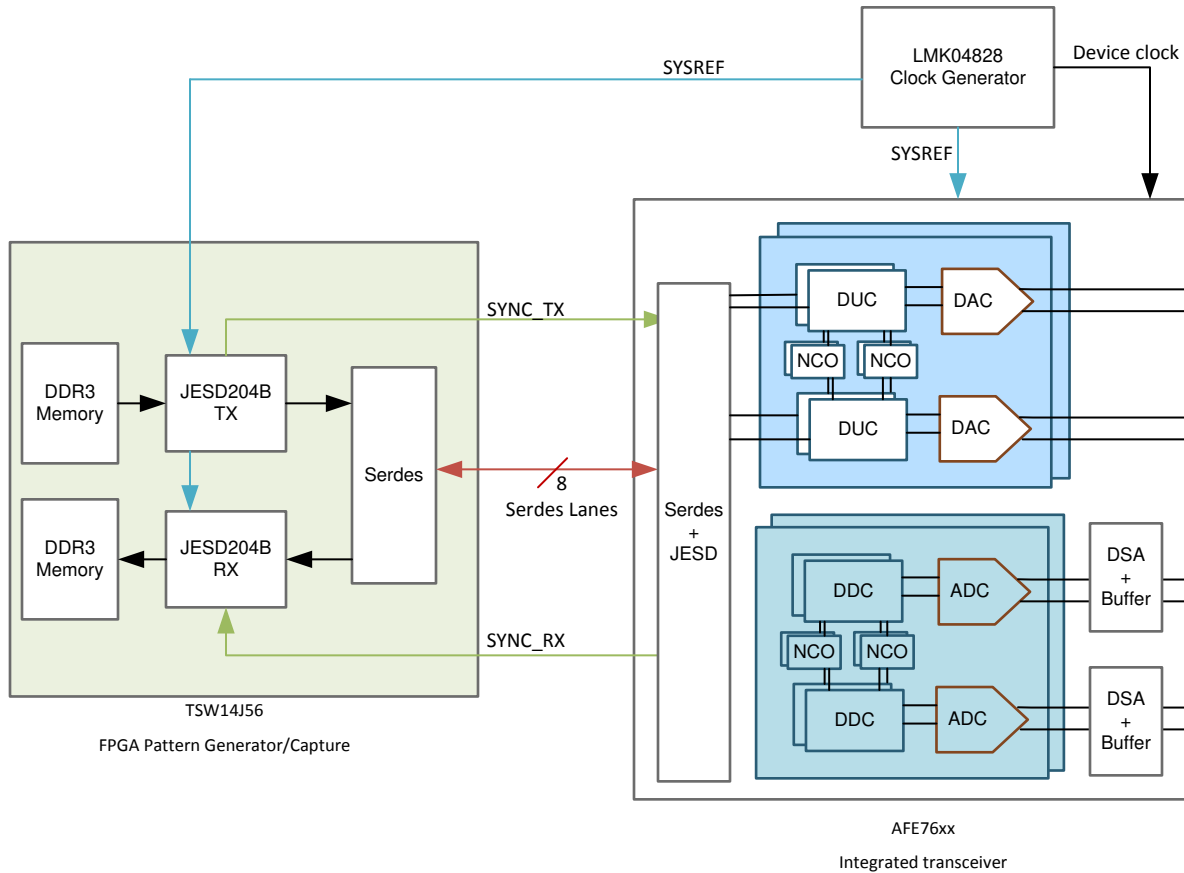 LMK04828
Clock Generator
Device clock
SYSREF
SYSREF
SYNC_TX
DDR3
Memory
JESD204B
TX
Serdes
8
Serdes Lanes
DDR3
Memory
JESD204B
RX
SYNC_RX
TSW14J56
FPGA Pattern Generator/Capture
Serdes
+
JESD
DUC
DAC
NCO
NCO
DUC
DAC
DDC
ADC
DSA
+
Buffer
NCO
NCO
DDC
ADC
DSA
+
Buffer
AFE76xx
Integrated transceiver